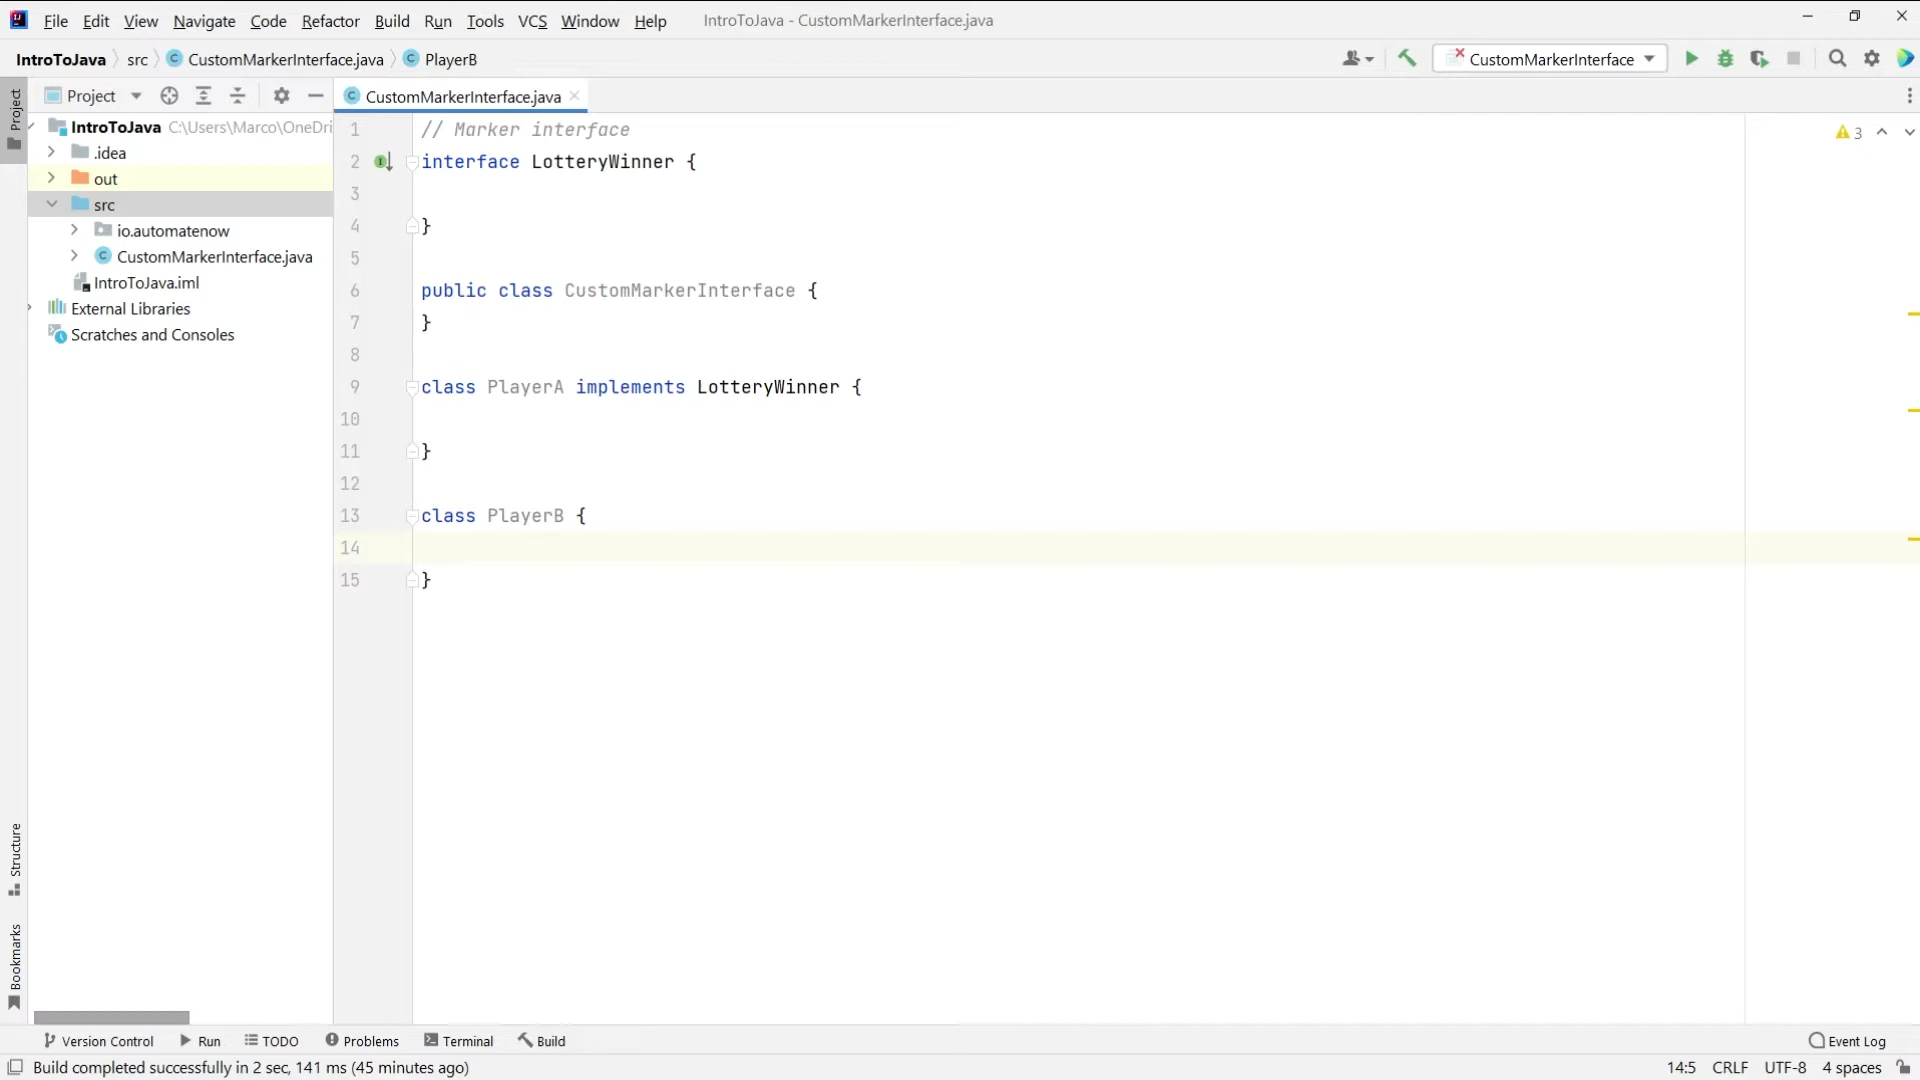 File Edit View Navigate Code Refactor Build Run Tools VCS Window Help IntroToJava - CustomMarkerInterface.java
IntroToJava src CustomMarkerInterface.java PlayerB CustomMarkerInterface
Project CustomMarkerInterface.java
Project
IntroToJava C:\Users\Marco\OneDri
.idea
out
src
io.automatenow
CustomMarkerInterface.java
IntroToJava.iml
External Libraries
Scratches and Consoles
1 // Marker interface
2 interface LotteryWinner {
3
4 }
5
6 public class CustomMarkerInterface {
7 }
8
9 class PlayerA implements LotteryWinner {
10
11 }
12
13 class PlayerB {
14
15 }
3
Structure
Bookmarks
Version Control Run TODO Problems Terminal Build Event Log
Build completed successfully in 2 sec, 141 ms (45 minutes ago) 14:5 CRLF UTF-8 4 spaces